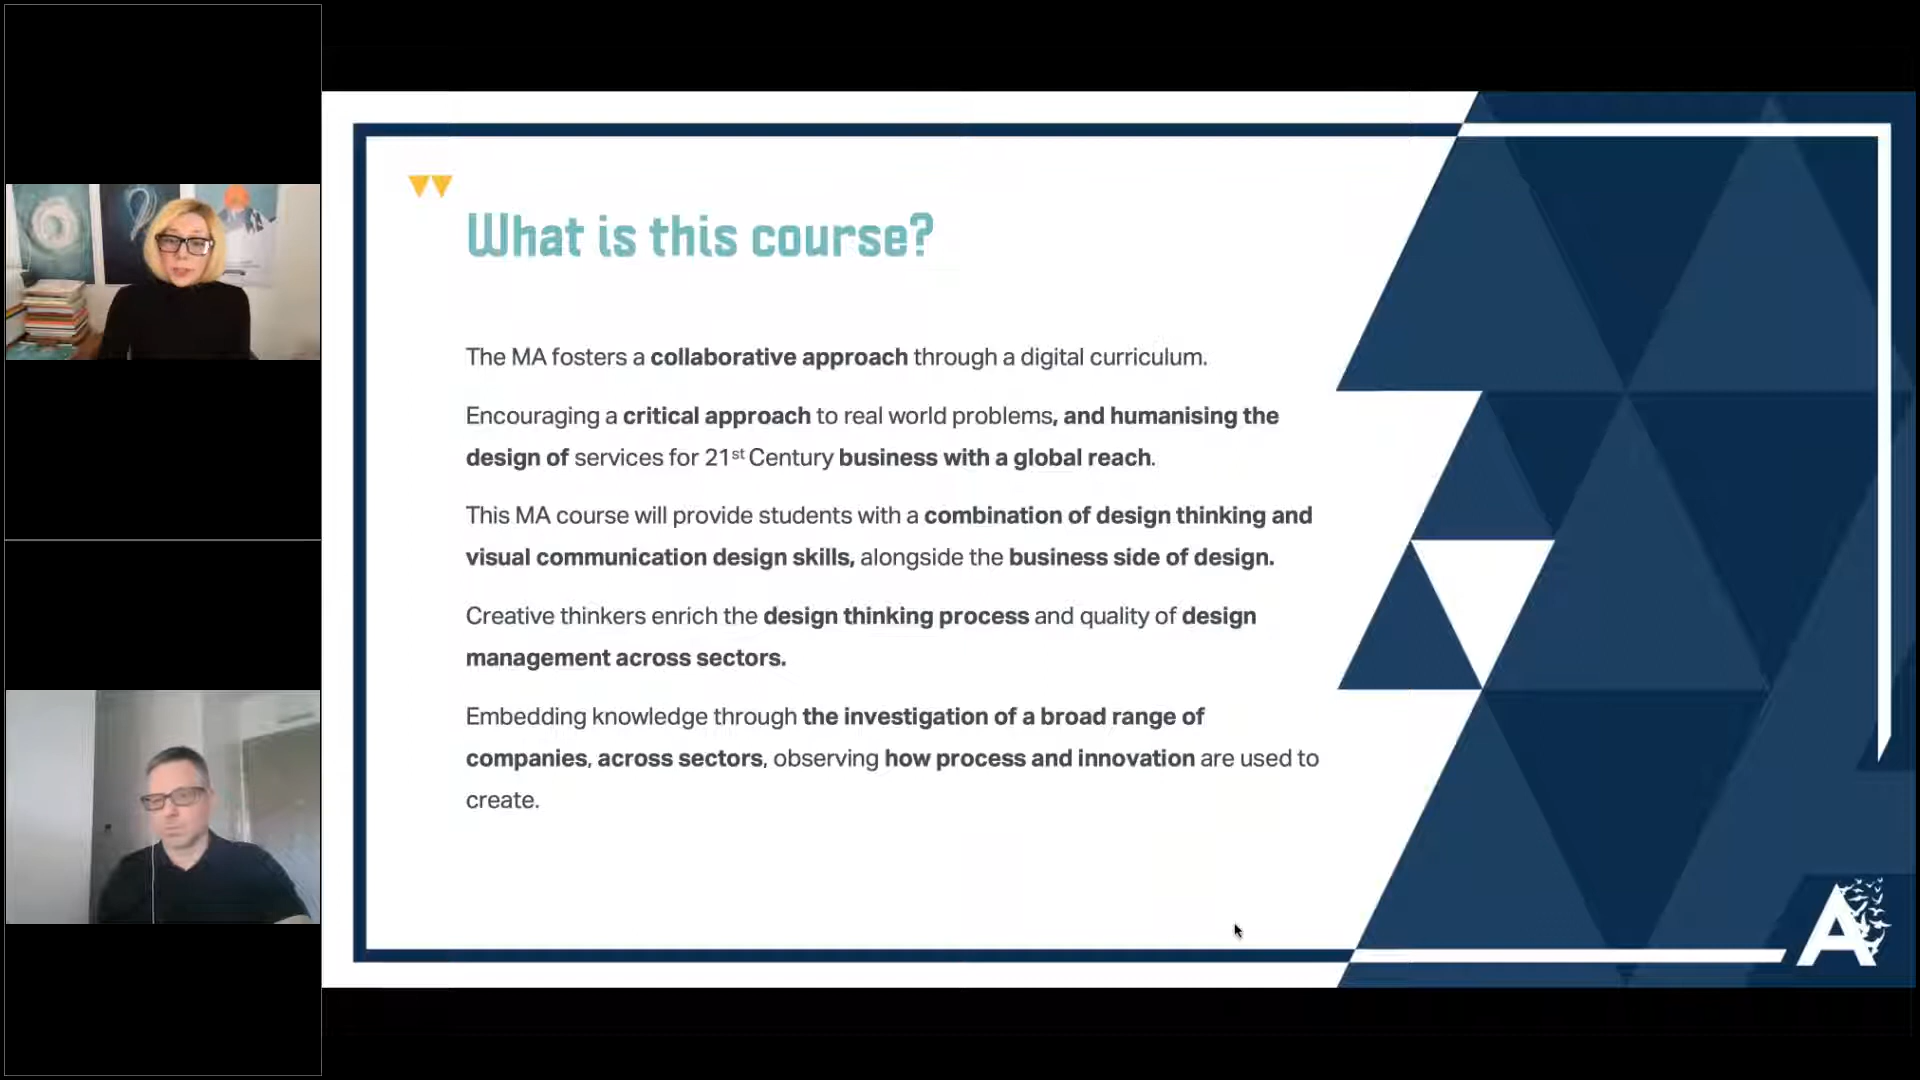 What is this course?
The MA fosters a collaborative approach through a digital curriculum.
Encouraging a critical approach to real world problems, and humanising the
design of services for 21st Century business with a global reach.
This MA course will provide students with a combination of design thinking and
visual communication design skills, alongside the business side of design.
Creative thinkers enrich the design thinking process and quality of design
management across sectors.
Embedding knowledge through the investigation of a broad range of
companies, across sectors, observing how process and innovation are used to
create.
A